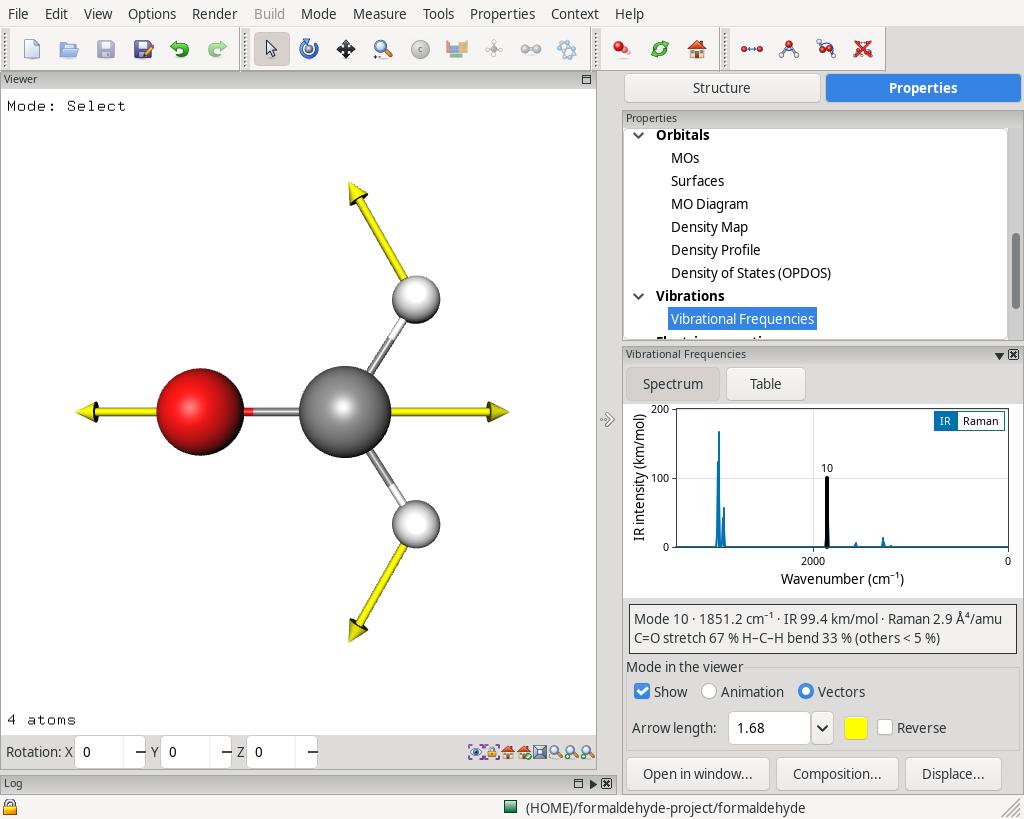 File Edit View Options Render Build Mode Measure Tools Properties Context Help
Viewer
Mode: Select
4 atoms
Rotation: X 0 Y 0 Z 0
Log
Structure Properties
Properties
Orbitals
MOs
Surfaces
MO Diagram
Density Map
Density Profile
Density of States (OPDOS)
Vibrations
Vibrational Frequencies
Vibrational Frequencies
Spectrum Table
IR Raman
IR intensity (km/mol)
200
100
0
10
2000 0
Wavenumber (cm⁻¹)
Mode 10 · 1851.2 cm⁻¹ · IR 99.4 km/mol · Raman 2.9 Å⁴/amu
C=O stretch 67 % H–C–H bend 33 % (others < 5 %)
Mode in the viewer
Show Animation Vectors
Arrow length: 1.68 Reverse
Open in window... Composition... Displace...
(HOME)/formaldehyde-project/formaldehyde